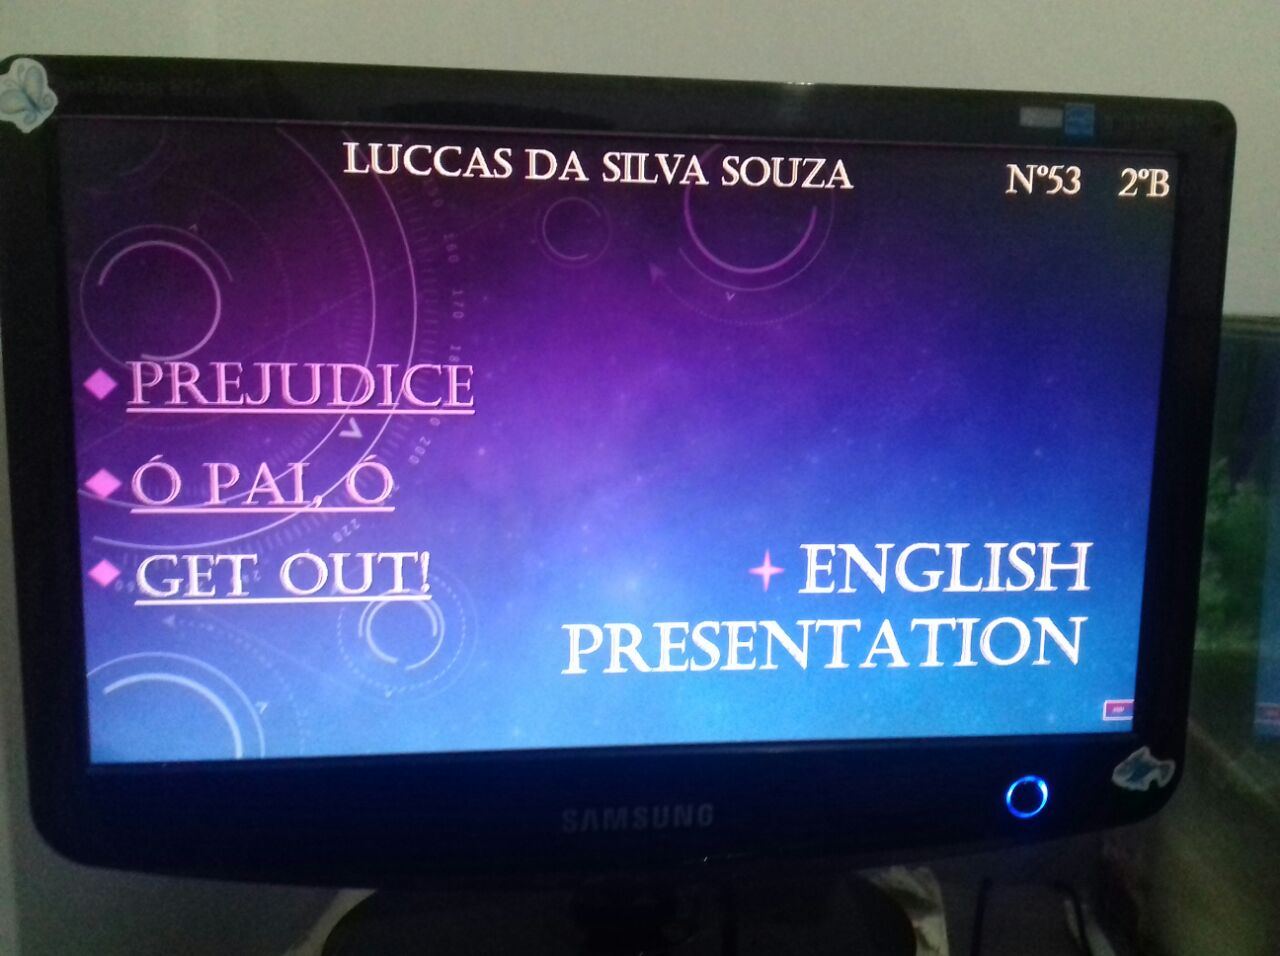 LUCCAS DA SILVA SOUZA Nº53 2ºB
PREJUDICE
Ó PAI, Ó
GET OUT!
ENGLISH
PRESENTATION
SAMSUNG